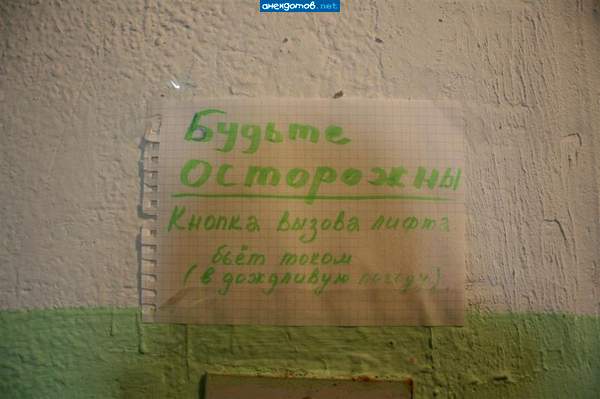 анекдотов.net
Будьте
осторожны
Кнопка вызова лифта
бьёт током
(в дождливую погоду)